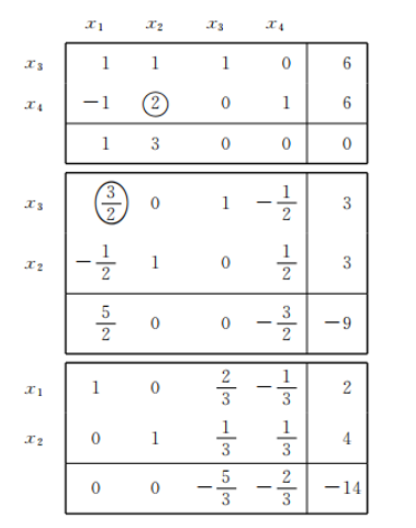 x₁ x₂ x₃ x₄
x₃ 1 1 1 0 6
x₄ −1 2 0 1 6
1 3 0 0 0
x₃ 3/2 0 1 −1/2 3
x₂ −1/2 1 0 1/2 3
5/2 0 0 −3/2 −9
x₁ 1 0 2/3 −1/3 2
x₂ 0 1 1/3 1/3 4
0 0 −5/3 −2/3 −14